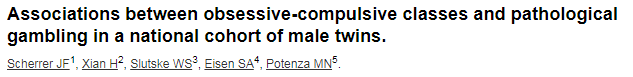 Associations between obsessive-compulsive classes and pathological
gambling in a national cohort of male twins.
Scherrer JF1, Xian H2, Slutske WS3, Eisen SA4, Potenza MN5.